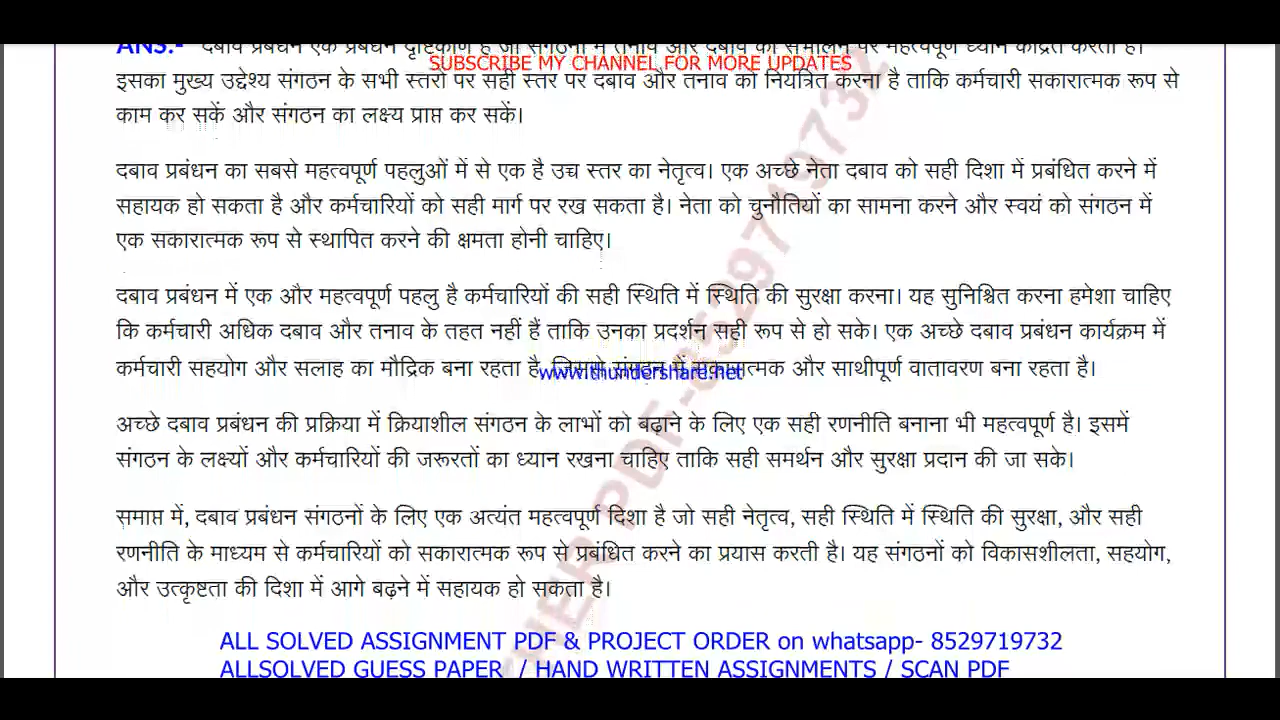 ANS.- दबाव प्रबंधन एक प्रबंधन दृष्टिकोण है जो संगठनों में तनाव और दबाव को संभालने पर महत्वपूर्ण ध्यान केंद्रित करता है।
SUBSCRIBE MY CHANNEL FOR MORE UPDATES
इसका मुख्य उद्देश्य संगठन के सभी स्तरों पर सही स्तर पर दबाव और तनाव को नियंत्रित करना है ताकि कर्मचारी सकारात्मक रूप से
काम कर सकें और संगठन का लक्ष्य प्राप्त कर सकें।
दबाव प्रबंधन का सबसे महत्वपूर्ण पहलुओं में से एक है उच्च स्तर का नेतृत्व। एक अच्छे नेता दबाव को सही दिशा में प्रबंधित करने में
सहायक हो सकता है और कर्मचारियों को सही मार्ग पर रख सकता है। नेता को चुनौतियों का सामना करने और स्वयं को संगठन में
एक सकारात्मक रूप से स्थापित करने की क्षमता होनी चाहिए।
दबाव प्रबंधन में एक और महत्वपूर्ण पहलु है कर्मचारियों की सही स्थिति में स्थिति की सुरक्षा करना। यह सुनिश्चित करना हमेशा चाहिए
कि कर्मचारी अधिक दबाव और तनाव के तहत नहीं हैं ताकि उनका प्रदर्शन सही रूप से हो सके। एक अच्छे दबाव प्रबंधन कार्यक्रम में
कर्मचारी सहयोग और सलाह का मौद्रिक बना रहता है, जिससे संगठन में सकारात्मक और साथीपूर्ण वातावरण बना रहता है।
www.thundershare.net
अच्छे दबाव प्रबंधन की प्रक्रिया में क्रियाशील संगठन के लाभों को बढ़ाने के लिए एक सही रणनीति बनाना भी महत्वपूर्ण है। इसमें
संगठन के लक्ष्यों और कर्मचारियों की जरूरतों का ध्यान रखना चाहिए ताकि सही समर्थन और सुरक्षा प्रदान की जा सके।
समाप्त में, दबाव प्रबंधन संगठनों के लिए एक अत्यंत महत्वपूर्ण दिशा है जो सही नेतृत्व, सही स्थिति में स्थिति की सुरक्षा, और सही
रणनीति के माध्यम से कर्मचारियों को सकारात्मक रूप से प्रबंधित करने का प्रयास करती है। यह संगठनों को विकासशीलता, सहयोग,
और उत्कृष्टता की दिशा में आगे बढ़ने में सहायक हो सकता है।
HER PDF-8529719732
ALL SOLVED ASSIGNMENT PDF & PROJECT ORDER on whatsapp- 8529719732
ALLSOLVED GUESS PAPER / HAND WRITTEN ASSIGNMENTS / SCAN PDF